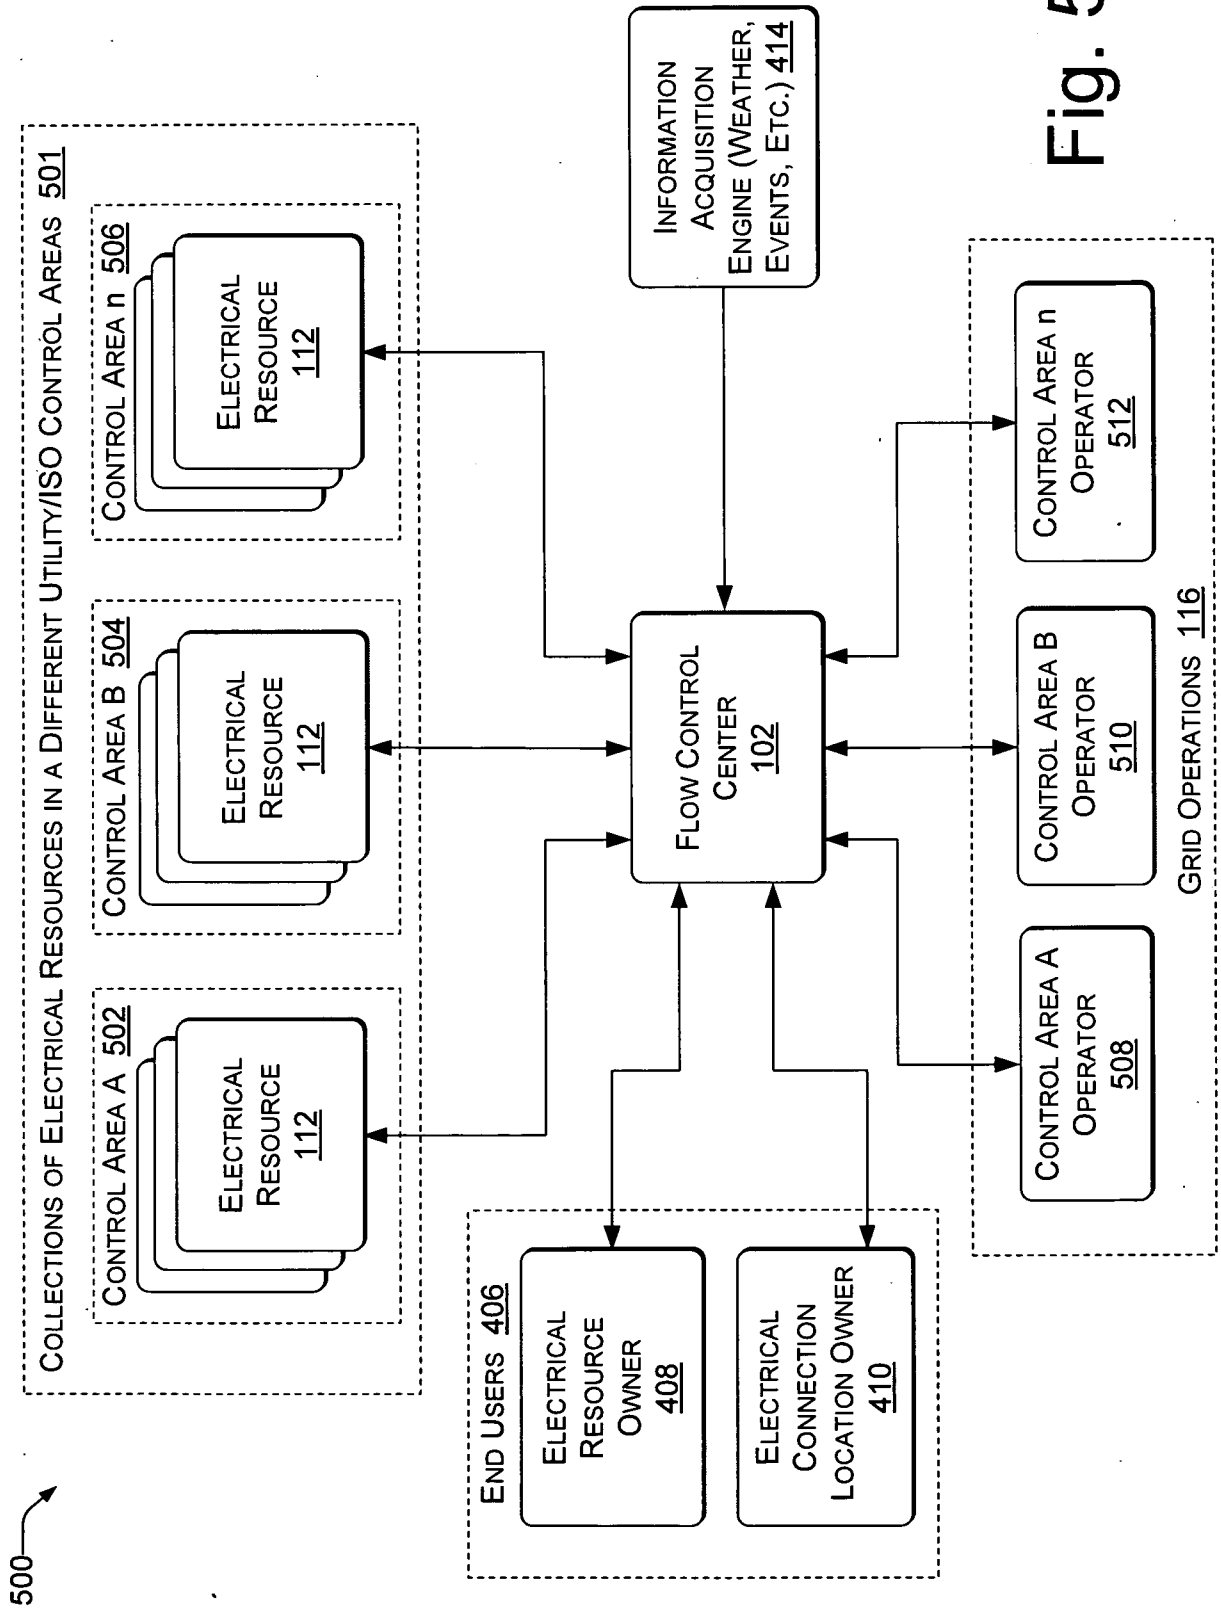 500
COLLECTIONS OF ELECTRICAL RESOURCES IN A DIFFERENT UTILITY/ISO CONTROL AREAS 501
CONTROL AREA A 502
ELECTRICAL
RESOURCE
112
CONTROL AREA B 504
ELECTRICAL
RESOURCE
112
CONTROL AREA n 506
ELECTRICAL
RESOURCE
112
END USERS 406
ELECTRICAL
RESOURCE
OWNER
408
ELECTRICAL
CONNECTION
LOCATION OWNER
410
FLOW CONTROL
CENTER
102
INFORMATION
ACQUISITION
ENGINE (WEATHER,
EVENTS, ETC.) 414
CONTROL AREA A
OPERATOR
508
CONTROL AREA B
OPERATOR
510
CONTROL AREA n
OPERATOR
512
GRID OPERATIONS 116
Fig. 5